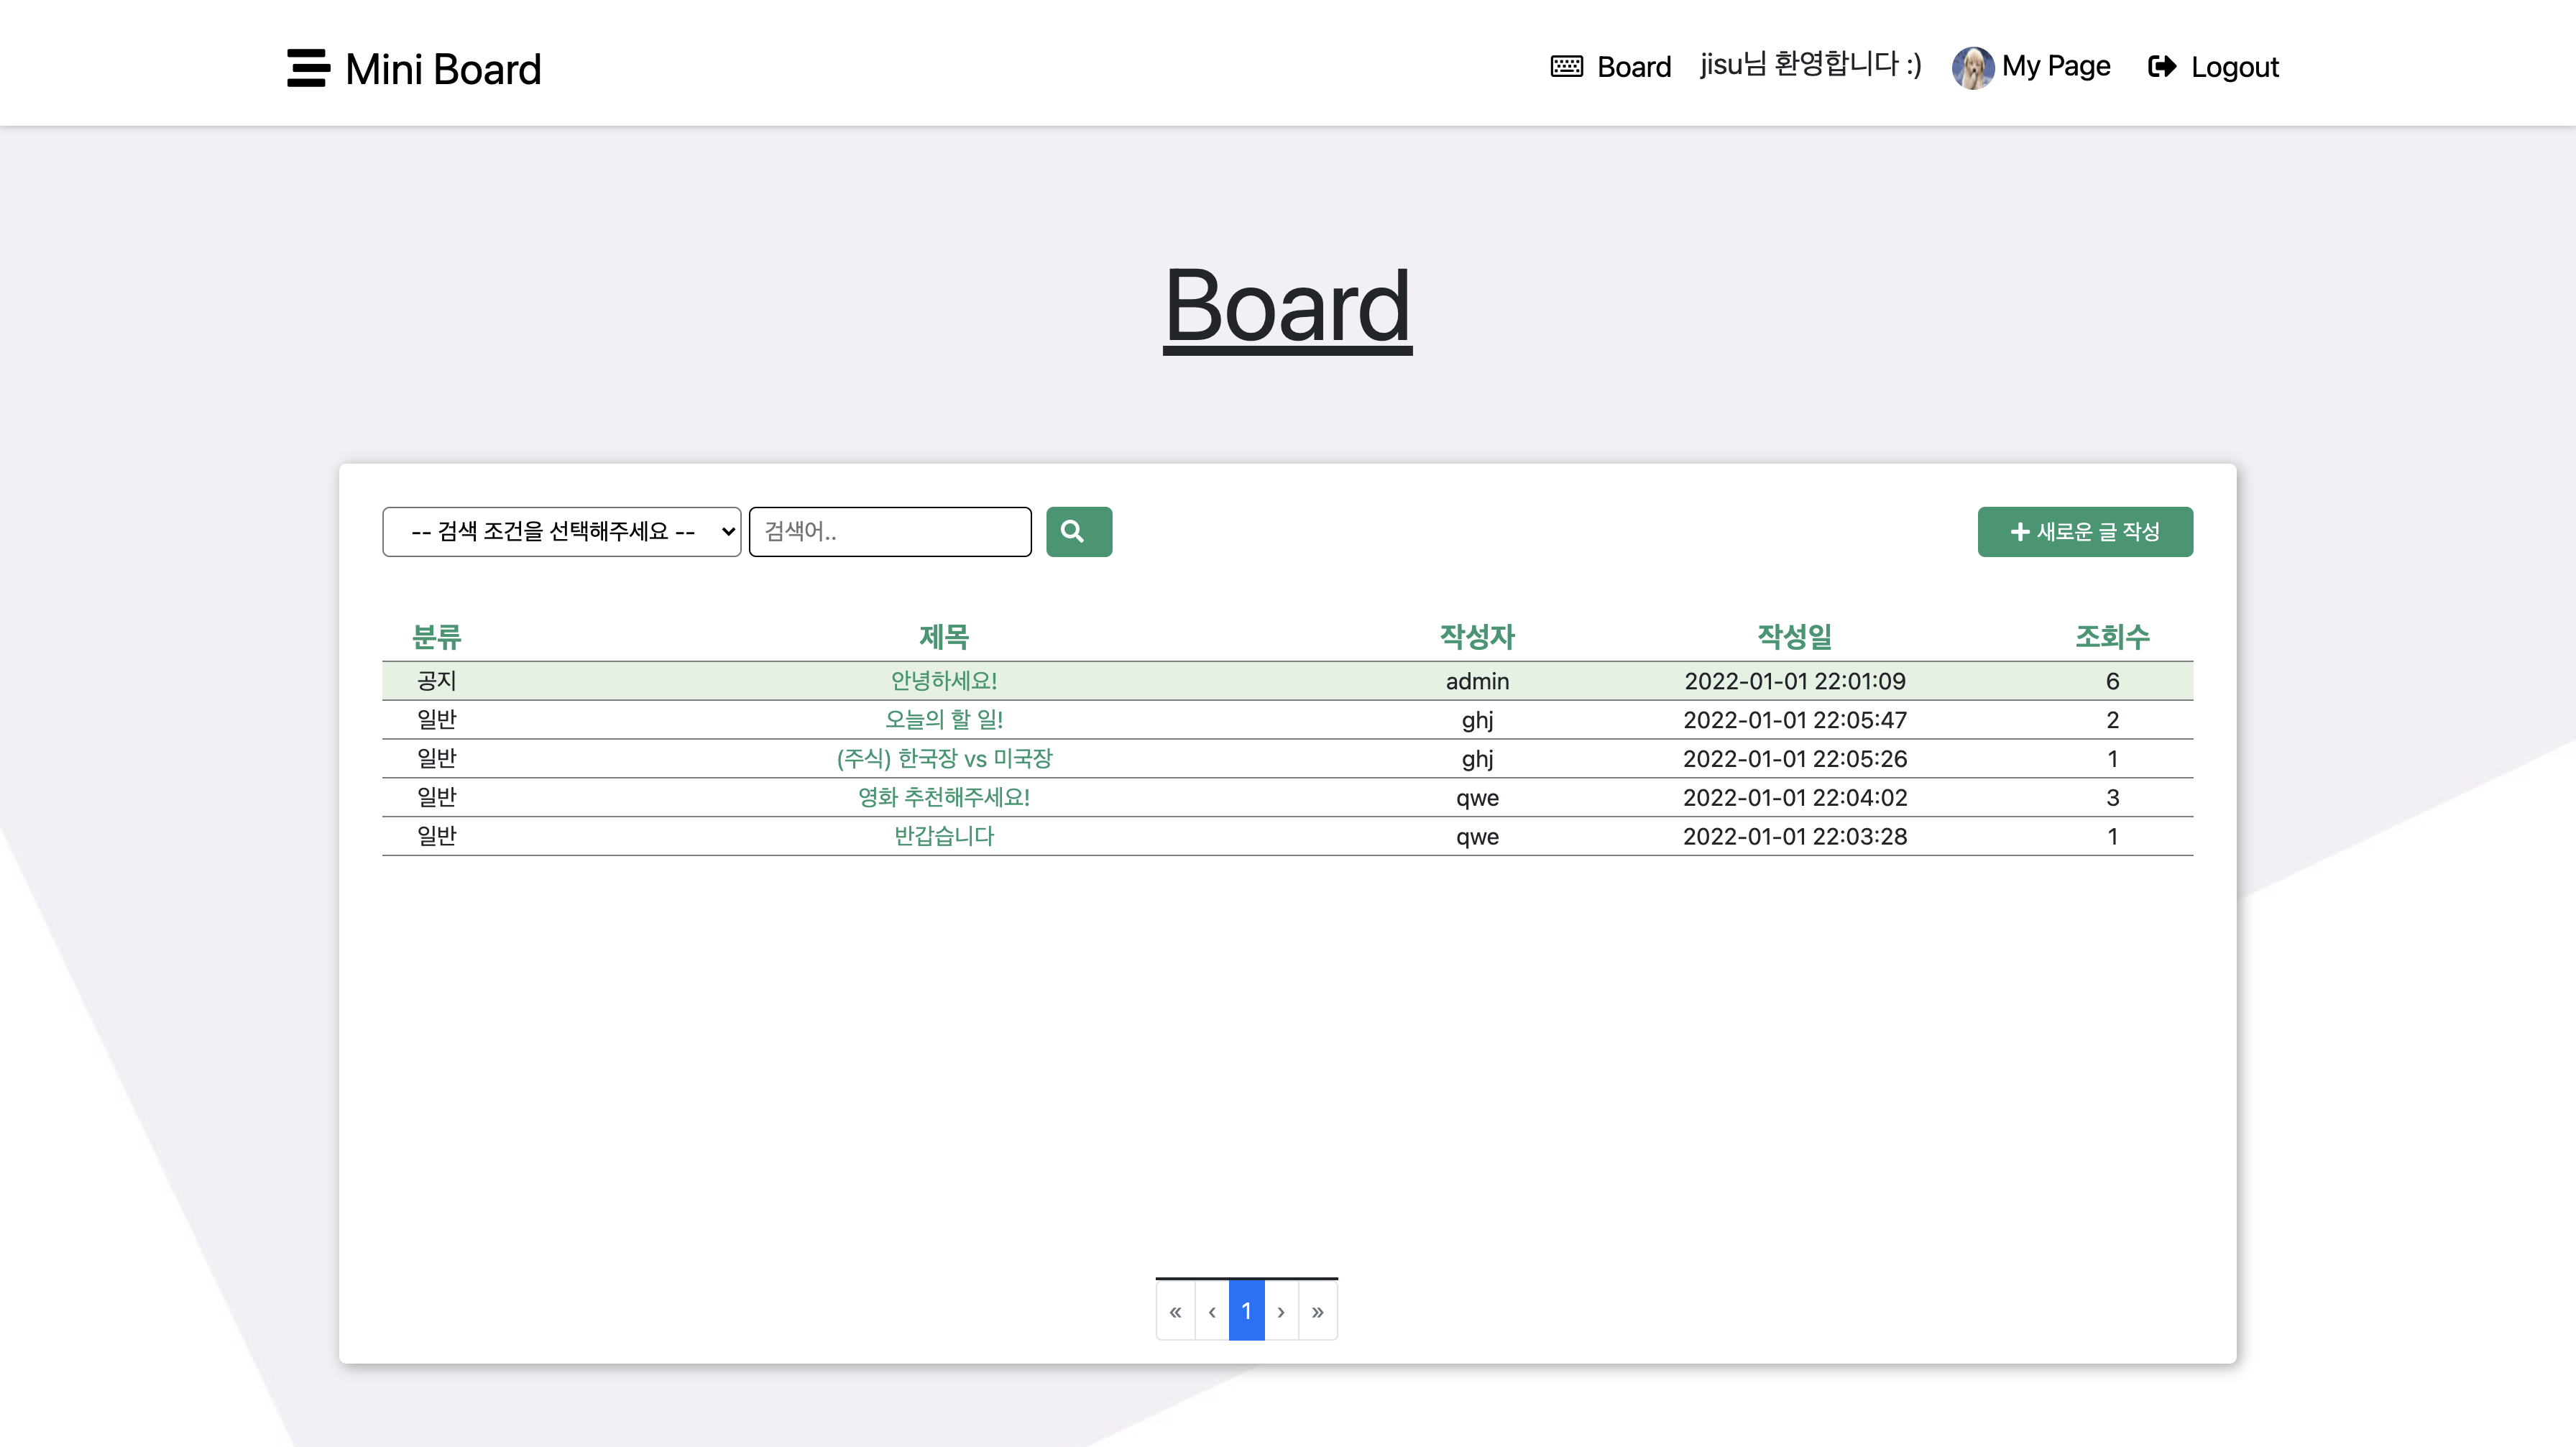 Mini Board
Board jisu님 환영합니다 :) My Page Logout
Board
-- 검색 조건을 선택해주세요 -- 검색어.. 새로운 글 작성
분류 제목 작성자 작성일 조회수
공지 안녕하세요! admin 2022-01-01 22:01:09 6
일반 오늘의 할 일! ghj 2022-01-01 22:05:47 2
일반 (주식) 한국장 vs 미국장 ghj 2022-01-01 22:05:26 1
일반 영화 추천해주세요! qwe 2022-01-01 22:04:02 3
일반 반갑습니다 qwe 2022-01-01 22:03:28 1
« ‹ 1 › »